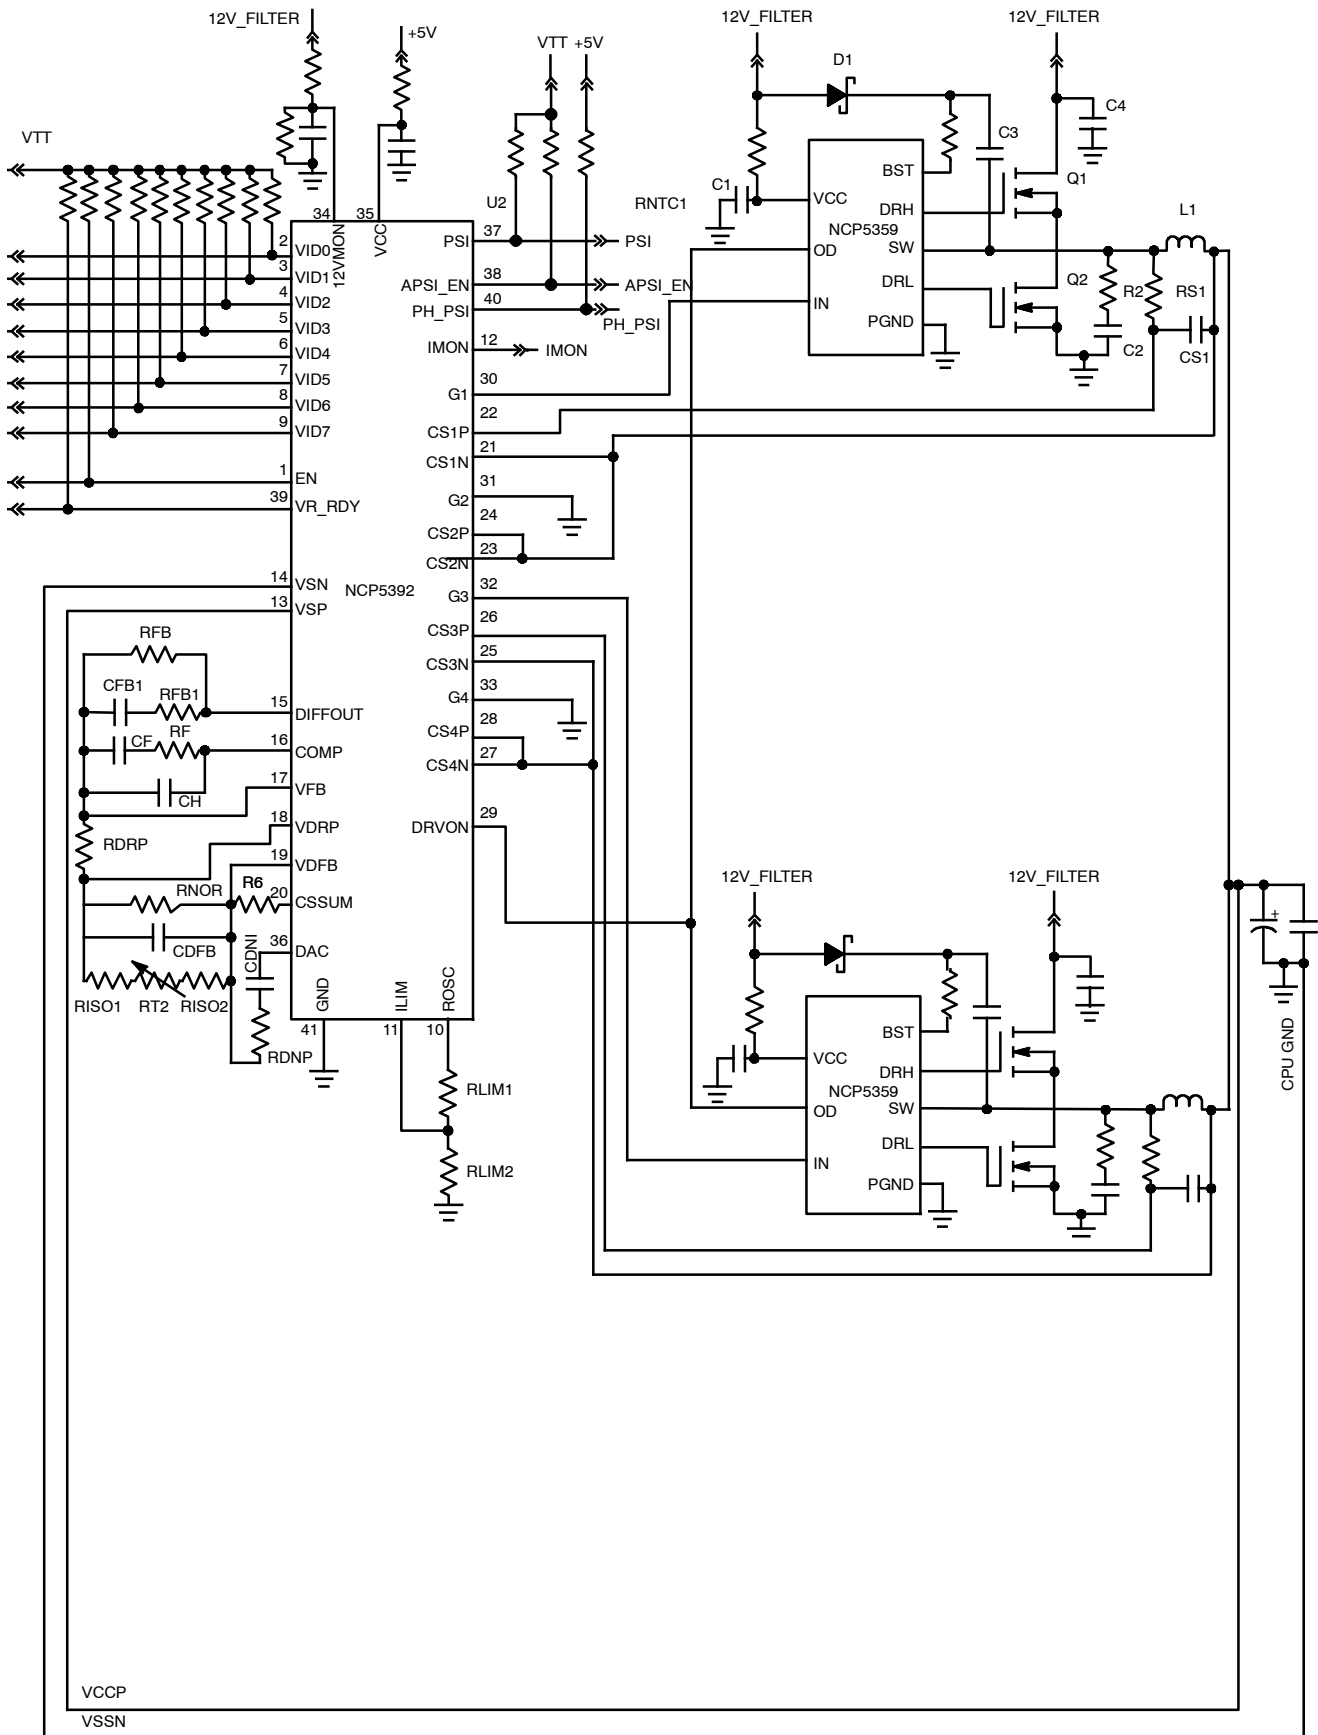 12V_FILTER
+5V
VTT +5V
12V_FILTER
12V_FILTER
D1
C4
VTT
C3
BST
Q1
C1
VCC
RNTC1
U2
34
35
12VMON
VCC
DRH
NCP5359
L1
37
PSI
PSI
OD
SW
2
VID0
3
VID1
38
APSI_EN
APSI_EN
DRL
Q2
R2
RS1
4
VID2
40
PH_PSI
PH_PSI
IN
5
VID3
PGND
C2
CS1
6
VID4
12
IMON
IMON
7
VID5
30
G1
8
VID6
22
CS1P
9
VID7
21
CS1N
1
EN
31
G2
39
VR_RDY
24
CS2P
23
CS2N
14
VSN
NCP5392
32
G3
13
VSP
26
CS3P
RFB
25
CS3N
CFB1
RFB1
15
DIFFOUT
33
G4
CF
RF
16
COMP
28
CS4P
27
CS4N
17
VFB
CH
18
VDRP
29
DRVON
RDRP
19
VDFB
RNOR
R6
20
CSSUM
12V_FILTER
12V_FILTER
+
CDFB
CDNI
36
DAC
RISO1
RT2
RISO2
GND
ILIM
ROSC
41
11
10
RDNP
BST
VCC
DRH
NCP5359
CPU GND
RLIM1
OD
SW
DRL
RLIM2
IN
PGND
VCCP
VSSN